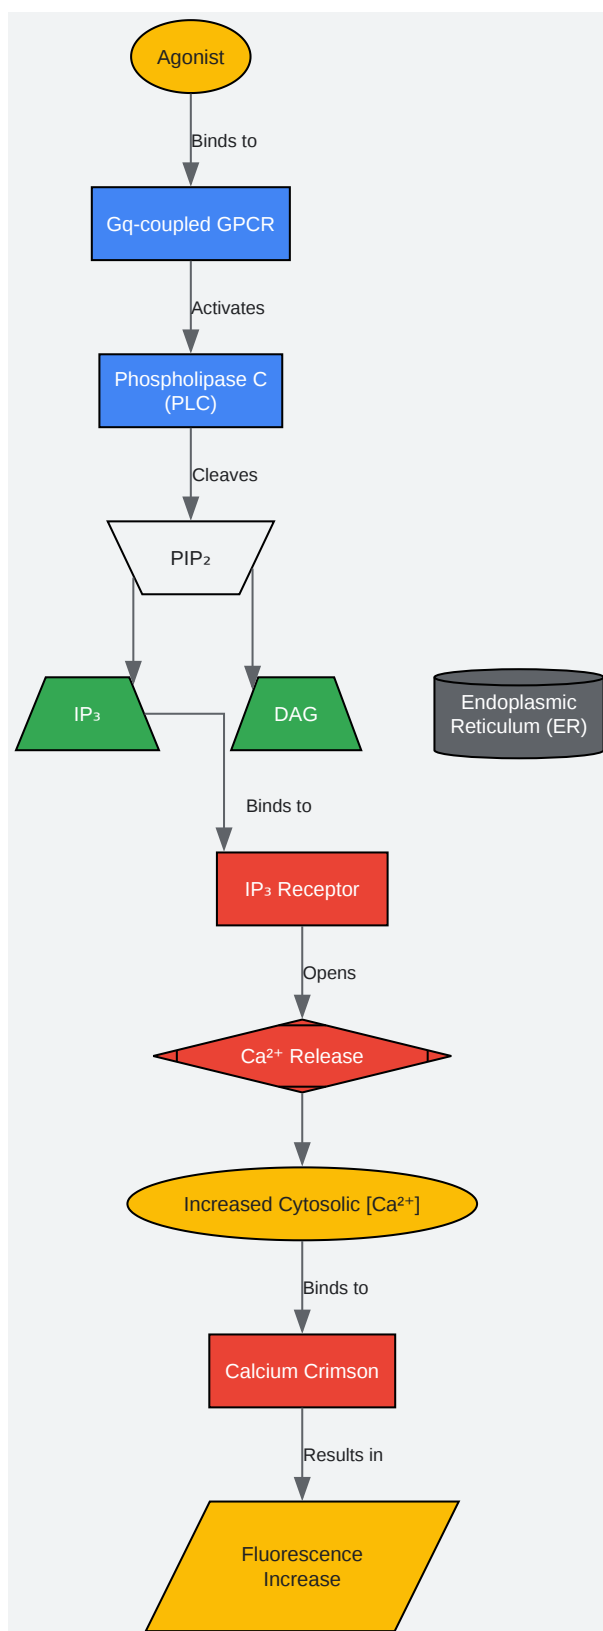 Agonist
Binds to
Gq-coupled GPCR
Activates
Phospholipase C
(PLC)
Cleaves
PIP₂
IP₃
DAG
Endoplasmic
Reticulum (ER)
Binds to
IP₃ Receptor
Opens
Ca²⁺ Release
Increased Cytosolic [Ca²⁺]
Binds to
Calcium Crimson
Results in
Fluorescence
Increase